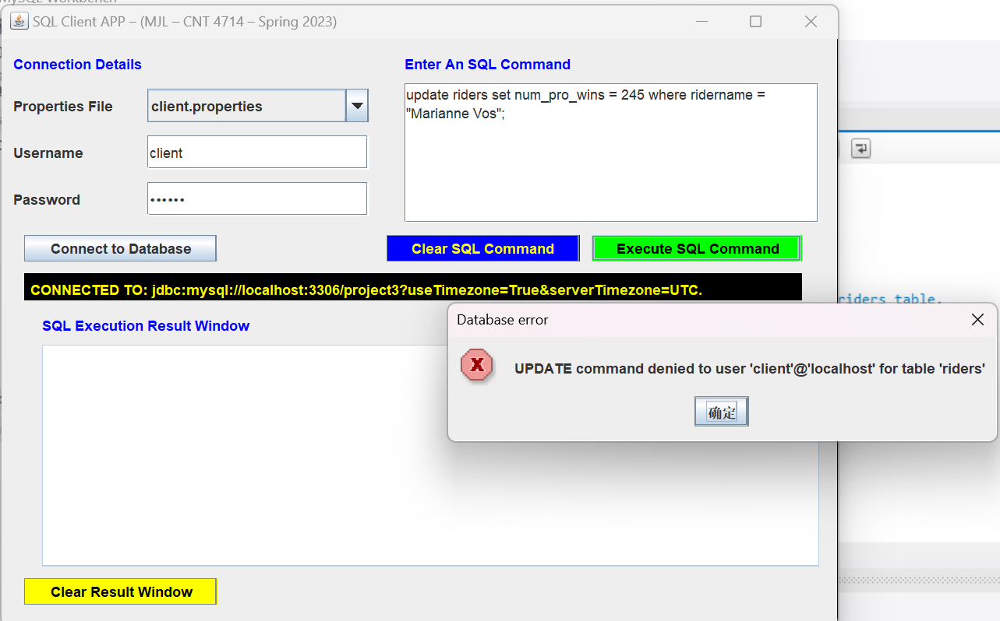 MySQL Workbench
SQL Client APP – (MJL – CNT 4714 – Spring 2023)
Connection Details
Enter An SQL Command
Properties File
client.properties
update riders set num_pro_wins = 245 where ridername =
"Marianne Vos";
Username
client
Password
••••••
Connect to Database
Clear SQL Command
Execute SQL Command
CONNECTED TO: jdbc:mysql://localhost:3306/project3?useTimezone=True&serverTimezone=UTC.
riders table.
SQL Execution Result Window
Database error
UPDATE command denied to user 'client'@'localhost' for table 'riders'
确定
Clear Result Window